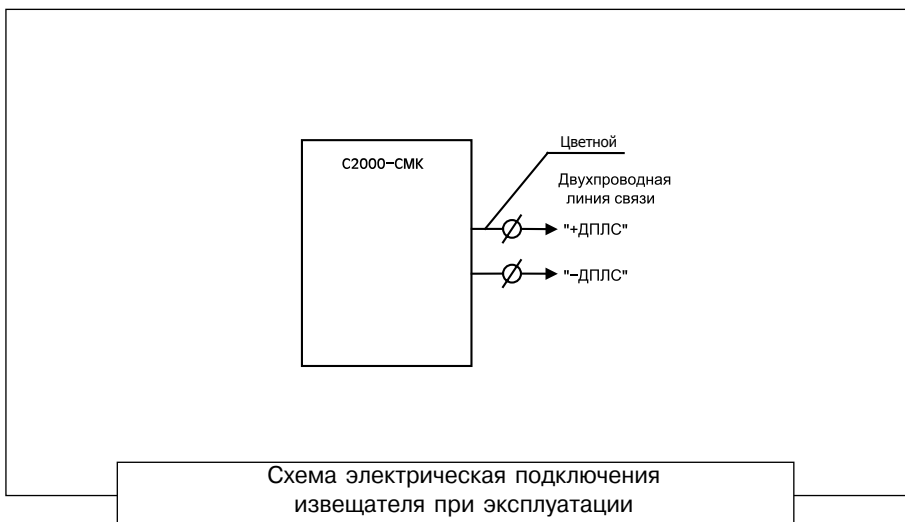 С2000-СМК
Цветной
Двухпроводная
линия связи
"+ДПЛС"
"-ДПЛС"
Схема электрическая подключения
извещателя при эксплуатации